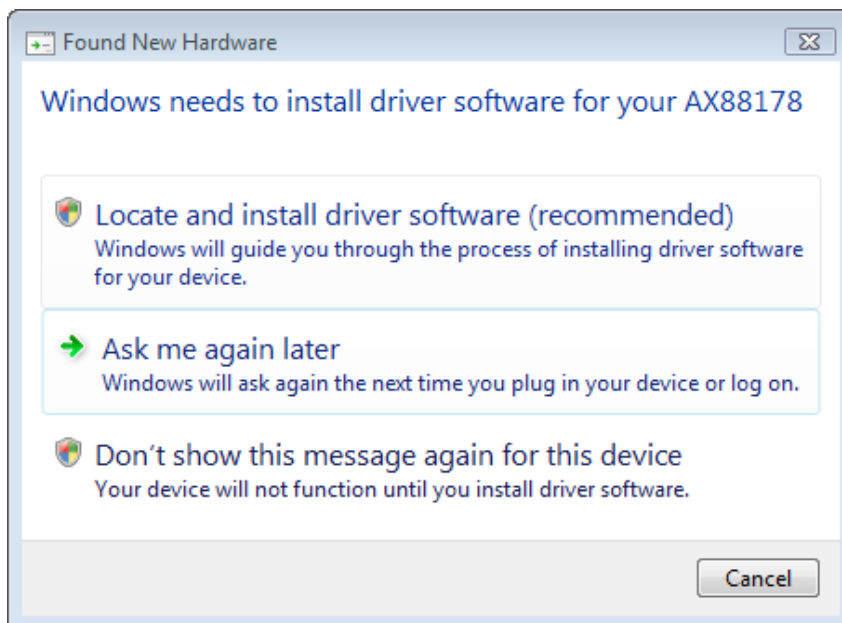 Found New Hardware
Windows needs to install driver software for your AX88178
Locate and install driver software (recommended)
Windows will guide you through the process of installing driver software
for your device.
Ask me again later
Windows will ask again the next time you plug in your device or log on.
Don't show this message again for this device
Your device will not function until you install driver software.
Cancel